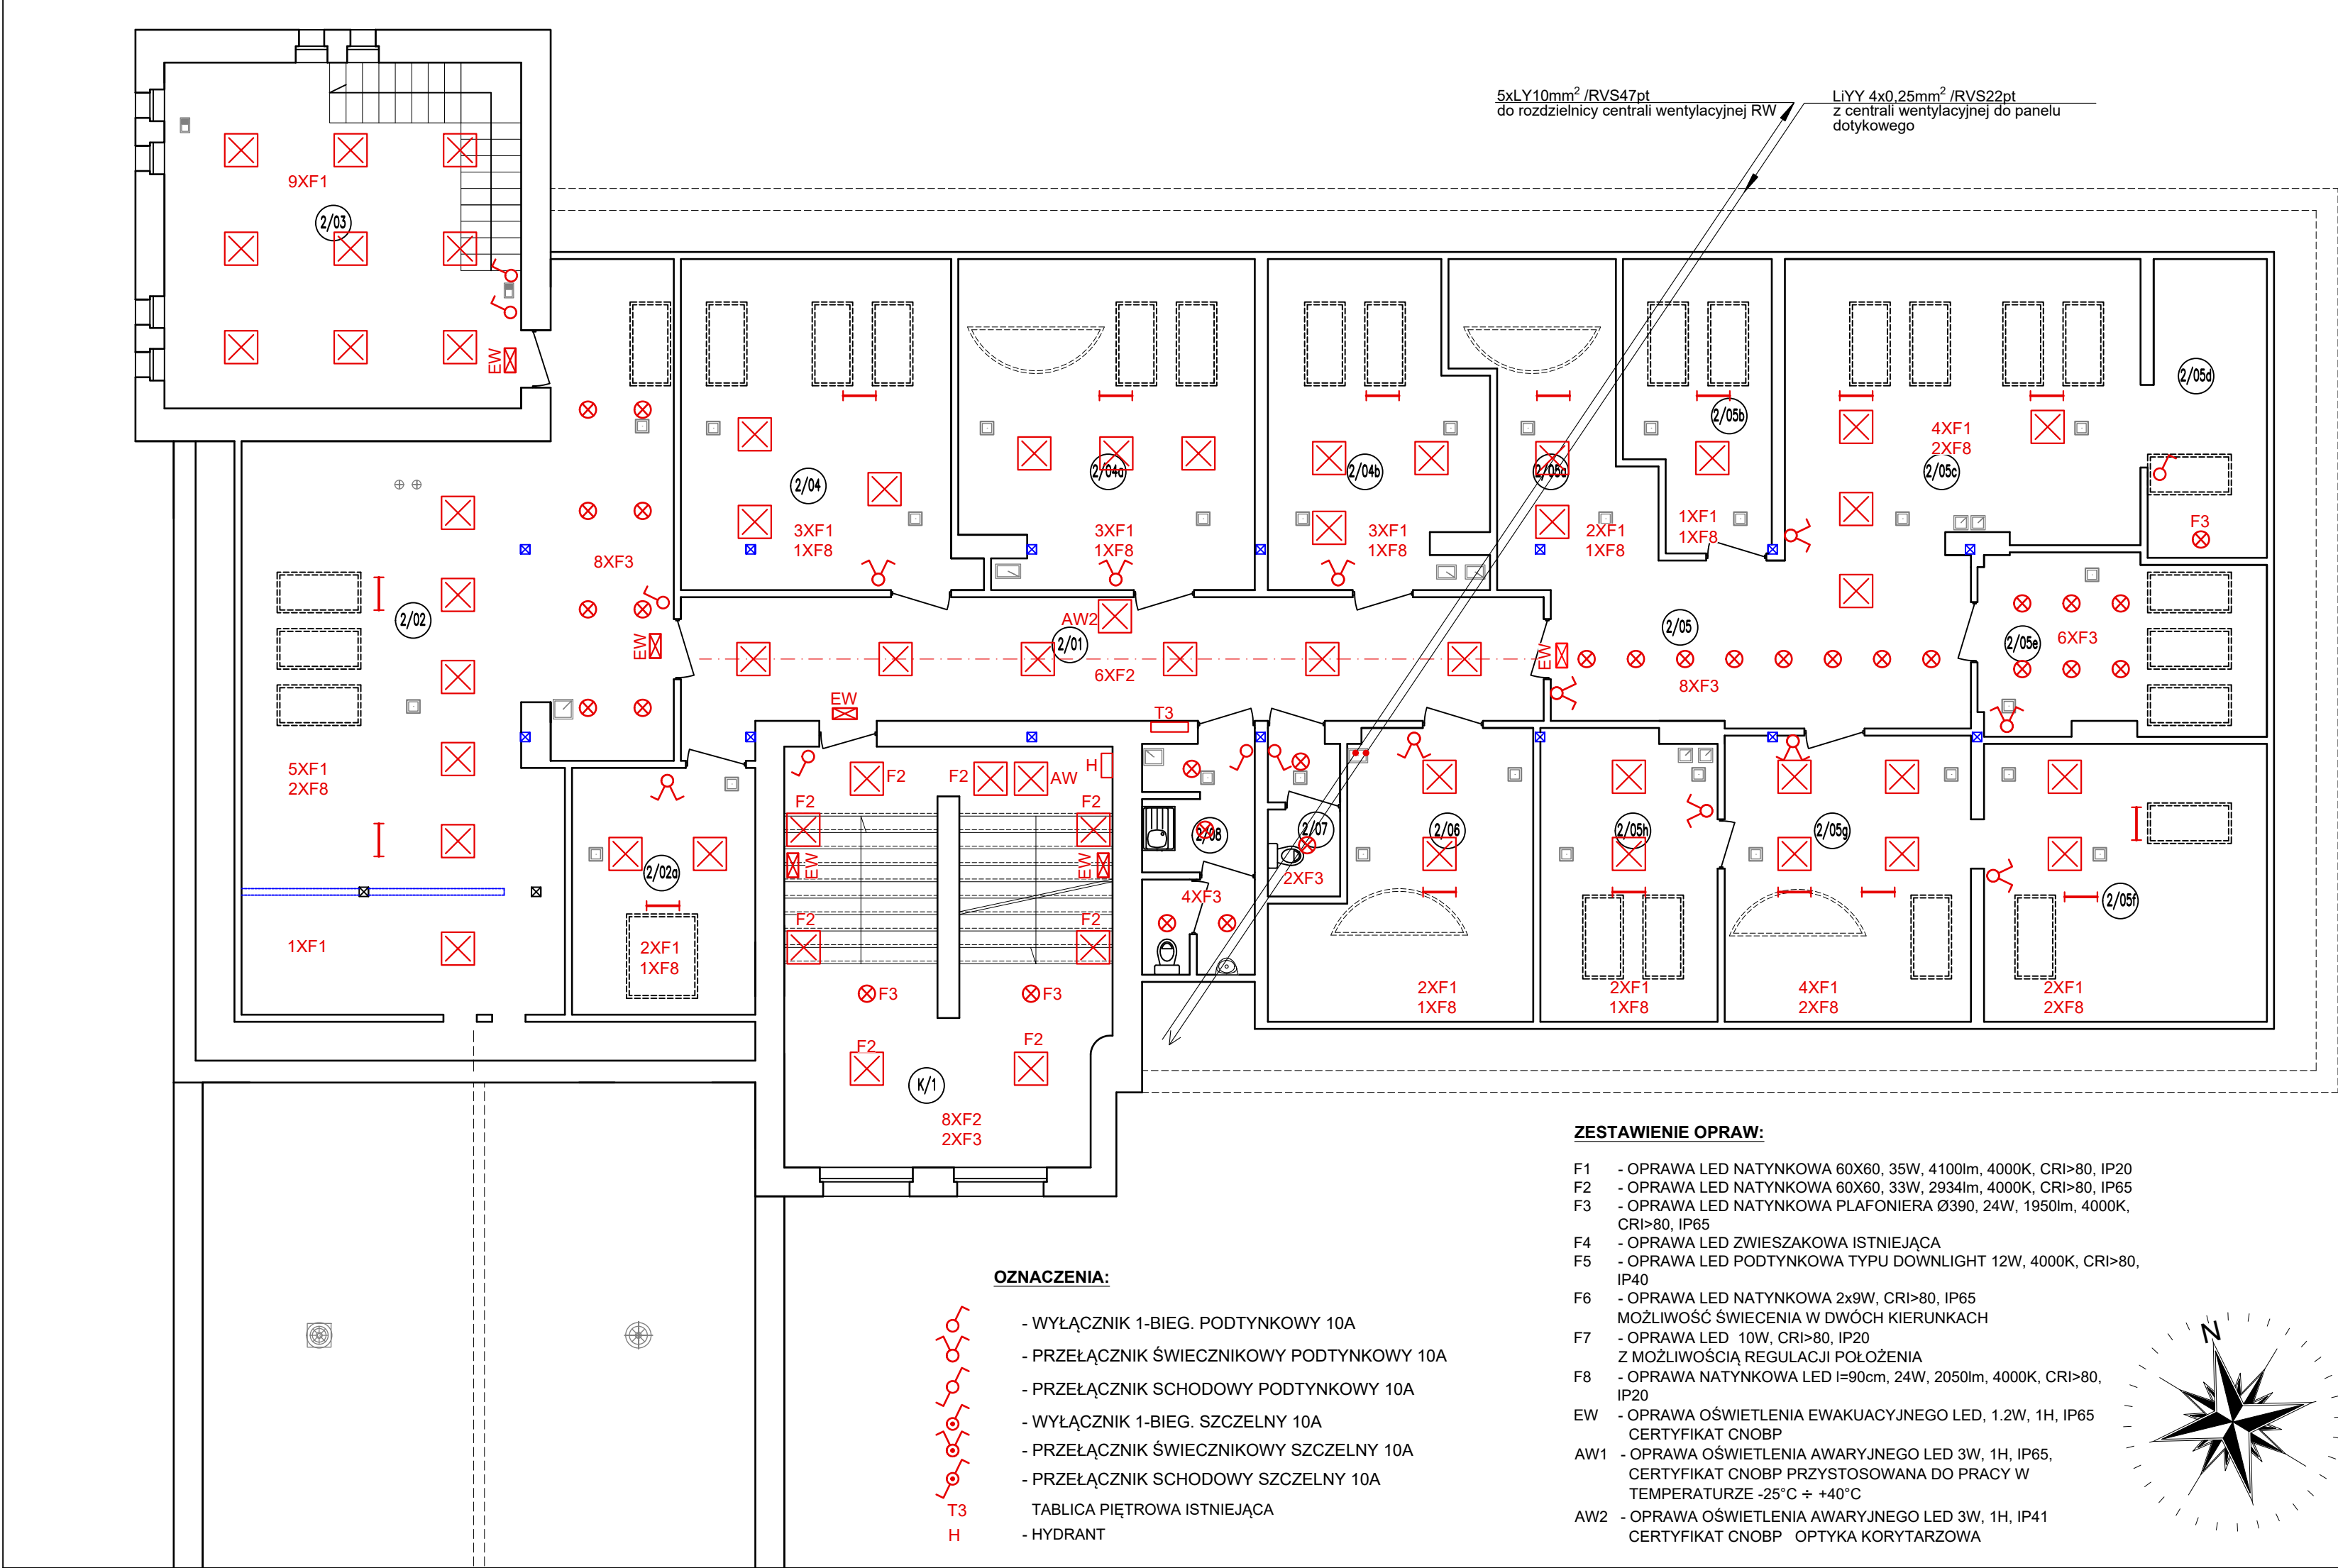 5xLY10mm² /RVS47pt
do rozdzielnicy centrali wentylacyjnej RW
LiYY 4x0,25mm² /RVS22pt
z centrali wentylacyjnej do panelu
dotykowego
9XF1
2/03
EW
2/05d
2/05b
4XF1
2XF8
2/04
2/04a
2/04b
2/05a
2/05c
3XF1
1XF8
3XF1
1XF8
3XF1
1XF8
2XF1
1XF8
1XF1
1XF8
F3
8XF3
2/02
AW2
2/01
2/05
2/05e
6XF3
EW
EW
6XF2
8XF3
EW
T3
5XF1
2XF8
F2
F2
AW
H
F2
F2
2/02a
EW
EW
2/08
2/07
2/06
2/05h
2/05g
2/05f
2XF3
4XF3
1XF1
2XF1
1XF8
F2
F2
F3
F3
2XF1
1XF8
2XF1
1XF8
4XF1
2XF8
2XF1
2XF8
F2
F2
K/1
8XF2
2XF3
ZESTAWIENIE OPRAW:
F1 - OPRAWA LED NATYNKOWA 60X60, 35W, 4100lm, 4000K, CRI>80, IP20
F2 - OPRAWA LED NATYNKOWA 60X60, 33W, 2934lm, 4000K, CRI>80, IP65
F3 - OPRAWA LED NATYNKOWA PLAFONIERA Ø390, 24W, 1950lm, 4000K,
CRI>80, IP65
F4 - OPRAWA LED ZWIESZAKOWA ISTNIEJĄCA
F5 - OPRAWA LED PODTYNKOWA TYPU DOWNLIGHT 12W, 4000K, CRI>80,
IP40
F6 - OPRAWA LED NATYNKOWA 2x9W, CRI>80, IP65
MOŻLIWOŚĆ ŚWIECENIA W DWÓCH KIERUNKACH
F7 - OPRAWA LED 10W, CRI>80, IP20
Z MOŻLIWOŚCIĄ REGULACJI POŁOŻENIA
F8 - OPRAWA NATYNKOWA LED l=90cm, 24W, 2050lm, 4000K, CRI>80,
IP20
EW - OPRAWA OŚWIETLENIA EWAKUACYJNEGO LED, 1.2W, 1H, IP65
CERTYFIKAT CNOBP
AW1 - OPRAWA OŚWIETLENIA AWARYJNEGO LED 3W, 1H, IP65,
CERTYFIKAT CNOBP PRZYSTOSOWANA DO PRACY W
TEMPERATURZE -25°C ÷ +40°C
AW2 - OPRAWA OŚWIETLENIA AWARYJNEGO LED 3W, 1H, IP41
CERTYFIKAT CNOBP OPTYKA KORYTARZOWA
OZNACZENIA:
- WYŁĄCZNIK 1-BIEG. PODTYNKOWY 10A
- PRZEŁĄCZNIK ŚWIECZNIKOWY PODTYNKOWY 10A
- PRZEŁĄCZNIK SCHODOWY PODTYNKOWY 10A
- WYŁĄCZNIK 1-BIEG. SZCZELNY 10A
- PRZEŁĄCZNIK ŚWIECZNIKOWY SZCZELNY 10A
- PRZEŁĄCZNIK SCHODOWY SZCZELNY 10A
T3 TABLICA PIĘTROWA ISTNIEJĄCA
H - HYDRANT
N